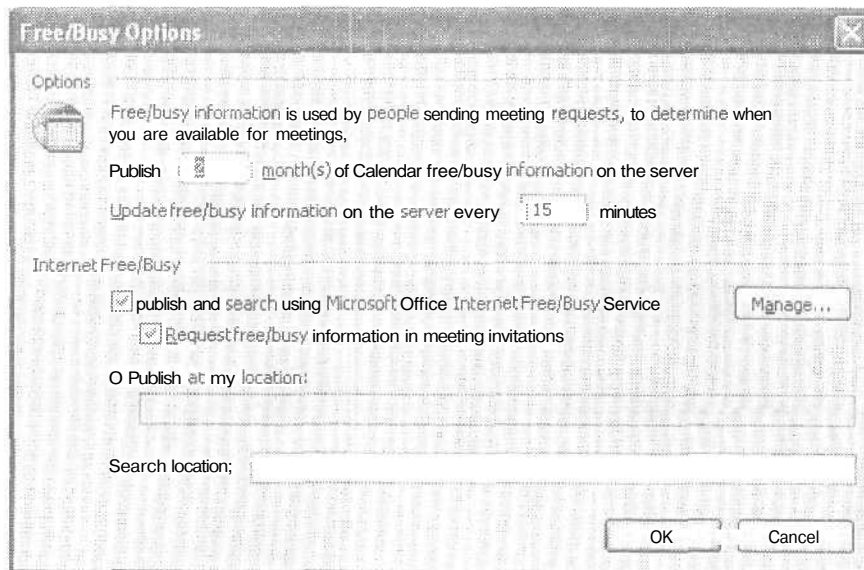 Free/Busy Options
Options
Free/busy information is used by people sending meeting requests, to determine when
you are available for meetings,
Publish month(s) of Calendar free/busy information on the server
Update free/busy information on the server every 15 minutes
Internet Free/Busy
publish and search using Microsoft Office Internet Free/Busy Service
Manage...
Request free/busy information in meeting invitations
O Publish at my location:
Search location;
OK Cancel